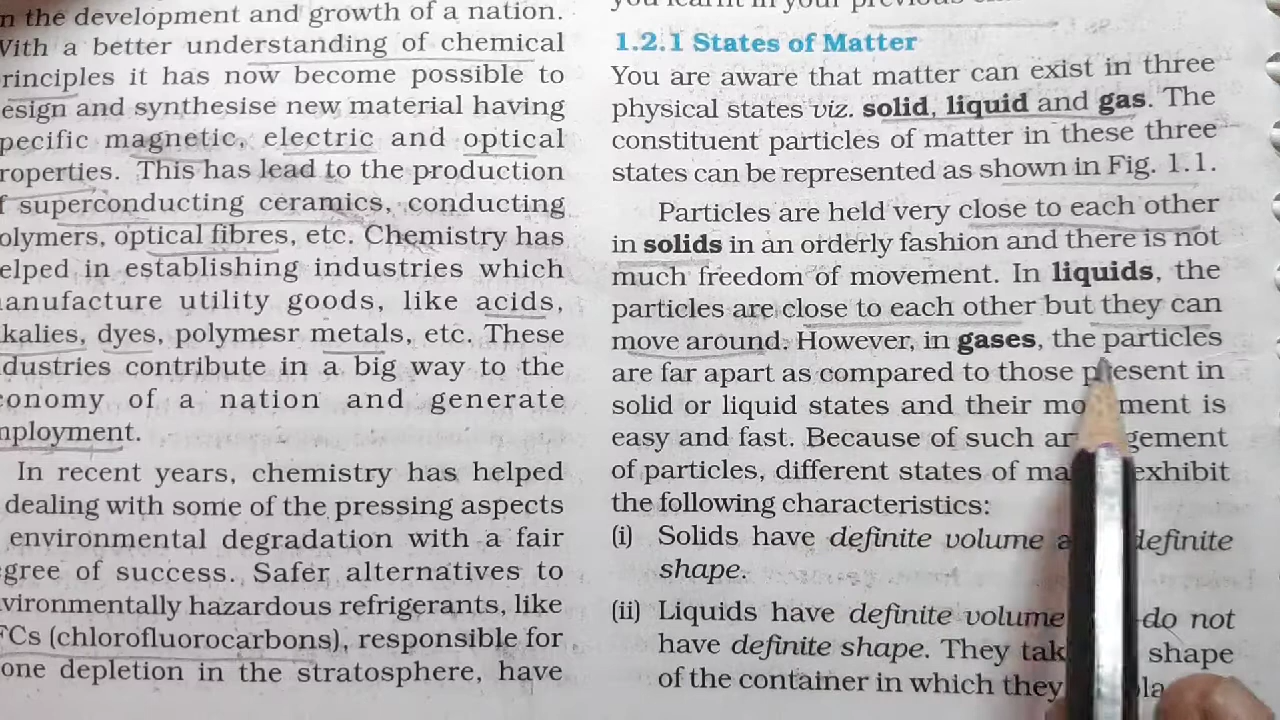 n the development and growth of a nation.
With a better understanding of chemical
rinciples it has now become possible to
esign and synthesise new material having
pecific magnetic, electric and optical
roperties. This has lead to the production
f superconducting ceramics, conducting
olymers, optical fibres, etc. Chemistry has
elped in establishing industries which
anufacture utility goods, like acids,
kalies, dyes, polymesr metals, etc. These
dustries contribute in a big way to the
onomy of a nation and generate
mployment.
In recent years, chemistry has helped
dealing with some of the pressing aspects
environmental degradation with a fair
gree of success. Safer alternatives to
vironmentally hazardous refrigerants, like
FCs (chlorofluorocarbons), responsible for
one depletion in the stratosphere, have
1.2.1 States of Matter
You are aware that matter can exist in three
physical states viz. solid, liquid and gas. The
constituent particles of matter in these three
states can be represented as shown in Fig. 1.1.
Particles are held very close to each other
in solids in an orderly fashion and there is not
much freedom of movement. In liquids, the
particles are close to each other but they can
move around. However, in gases, the particles
are far apart as compared to those present in
solid or liquid states and their mo ment is
easy and fast. Because of such ar gement
of particles, different states of ma exhibit
the following characteristics:
(i) Solids have definite volume a definite
shape.
(ii) Liquids have definite volume do not
have definite shape. They tak shape
of the container in which they pla